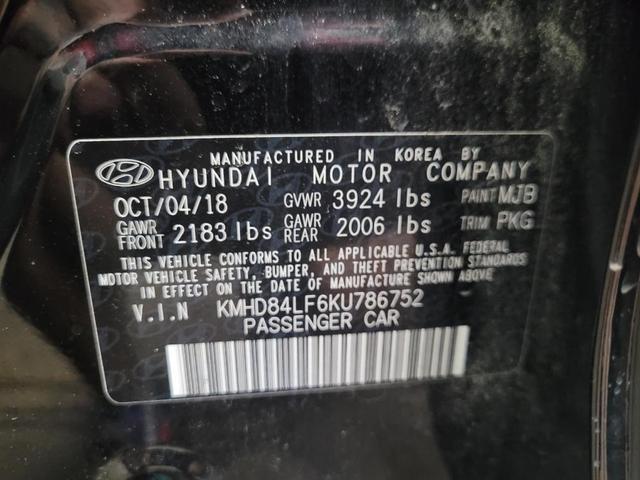 MANUFACTURED IN KOREA BY
HYUNDAI MOTOR COMPANY
OCT/04/18 GVWR 3924 lbs PAINT MJB
GAWR FRONT 2183 lbs GAWR REAR 2006 lbs TRIM PKG
THIS VEHICLE CONFORMS TO ALL APPLICABLE U.S.A. FEDERAL
MOTOR VEHICLE SAFETY, BUMPER, AND THEFT PREVENTION STANDARDS
IN EFFECT ON THE DATE OF MANUFACTURE SHOWN ABOVE
V.I.N KMHD84LF6KU786752
PASSENGER CAR